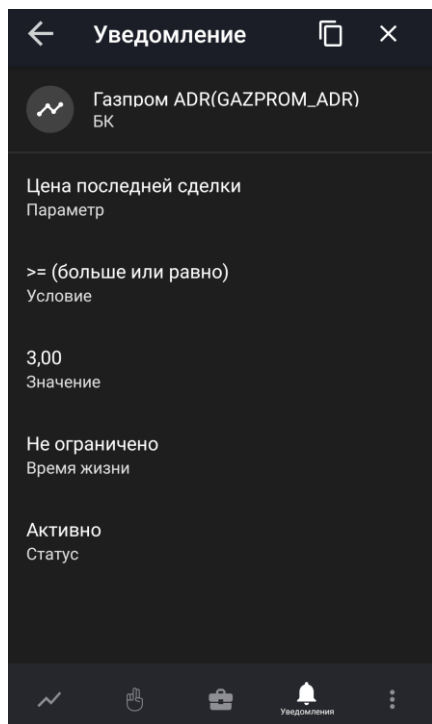 Уведомление
Газпром ADR(GAZPROM_ADR)
БК
Цена последней сделки
Параметр
>= (больше или равно)
Условие
3,00
Значение
Не ограничено
Время жизни
Активно
Статус
Уведомления